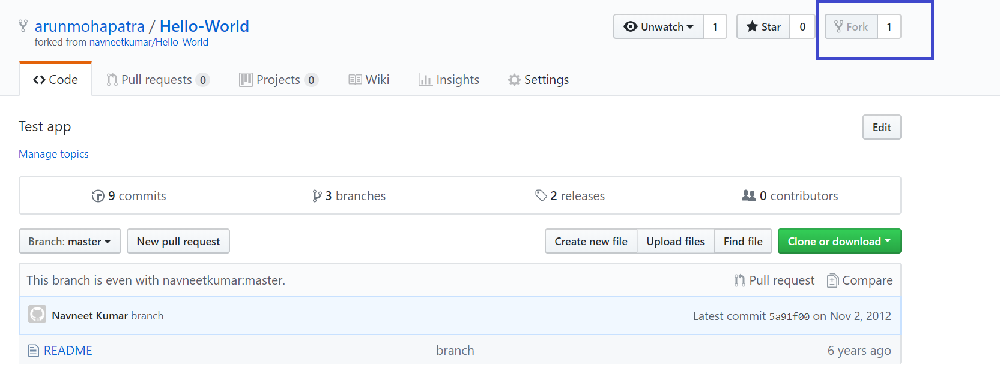 arunmohapatra / Hello-World
Unwatch 1 Star 0 Fork 1
forked from navneetkumar/Hello-World
Code Pull requests 0 Projects 0 Wiki Insights Settings
Test app
Edit
Manage topics
9 commits 3 branches 2 releases 0 contributors
Branch: master New pull request Create new file Upload files Find file Clone or download
This branch is even with navneetkumar:master. Pull request Compare
Navneet Kumar branch Latest commit 5a91f00 on Nov 2, 2012
README branch 6 years ago